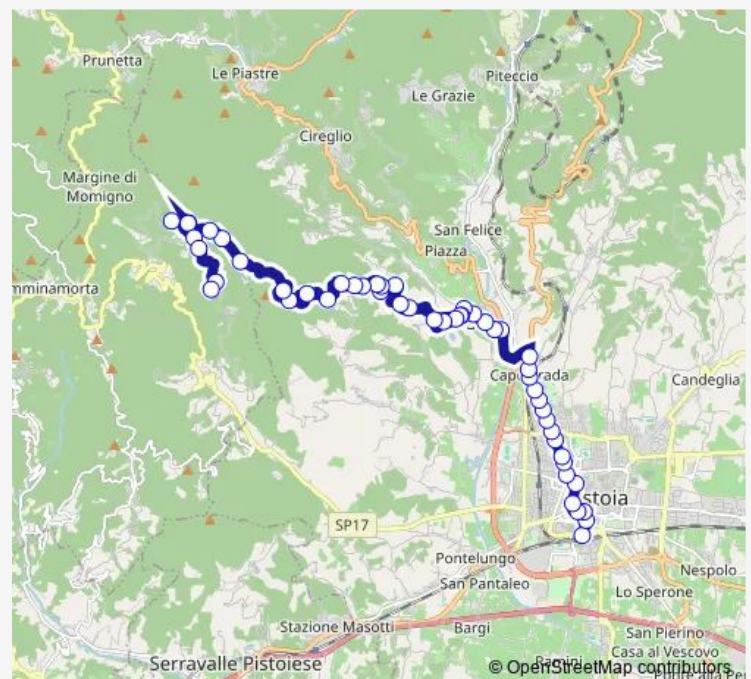 Prunetta
Le Piastre
Piteccio
Le Grazie
Cireglio
Margine di
Momigno
San Felice
Piazza
mminamorta
Candeglia
stoia
SP17
Pontelungo
San Pantaleo
Nespolo
Lo Sperone
Stazione Masotti
Bargi
San Pierino
Casa al Vescovo
Serravalle Pistoiese
© OpenStreetMap contributors